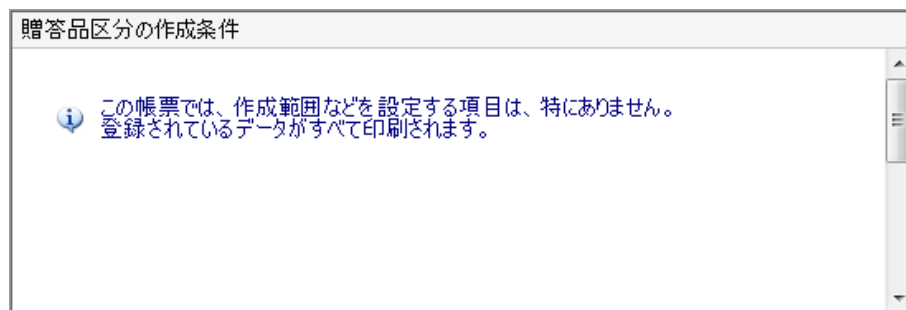 贈答品区分の作成条件
この帳票では、作成範囲などを設定する項目は、特にありません。
登録されているデータがすべて印刷されます。